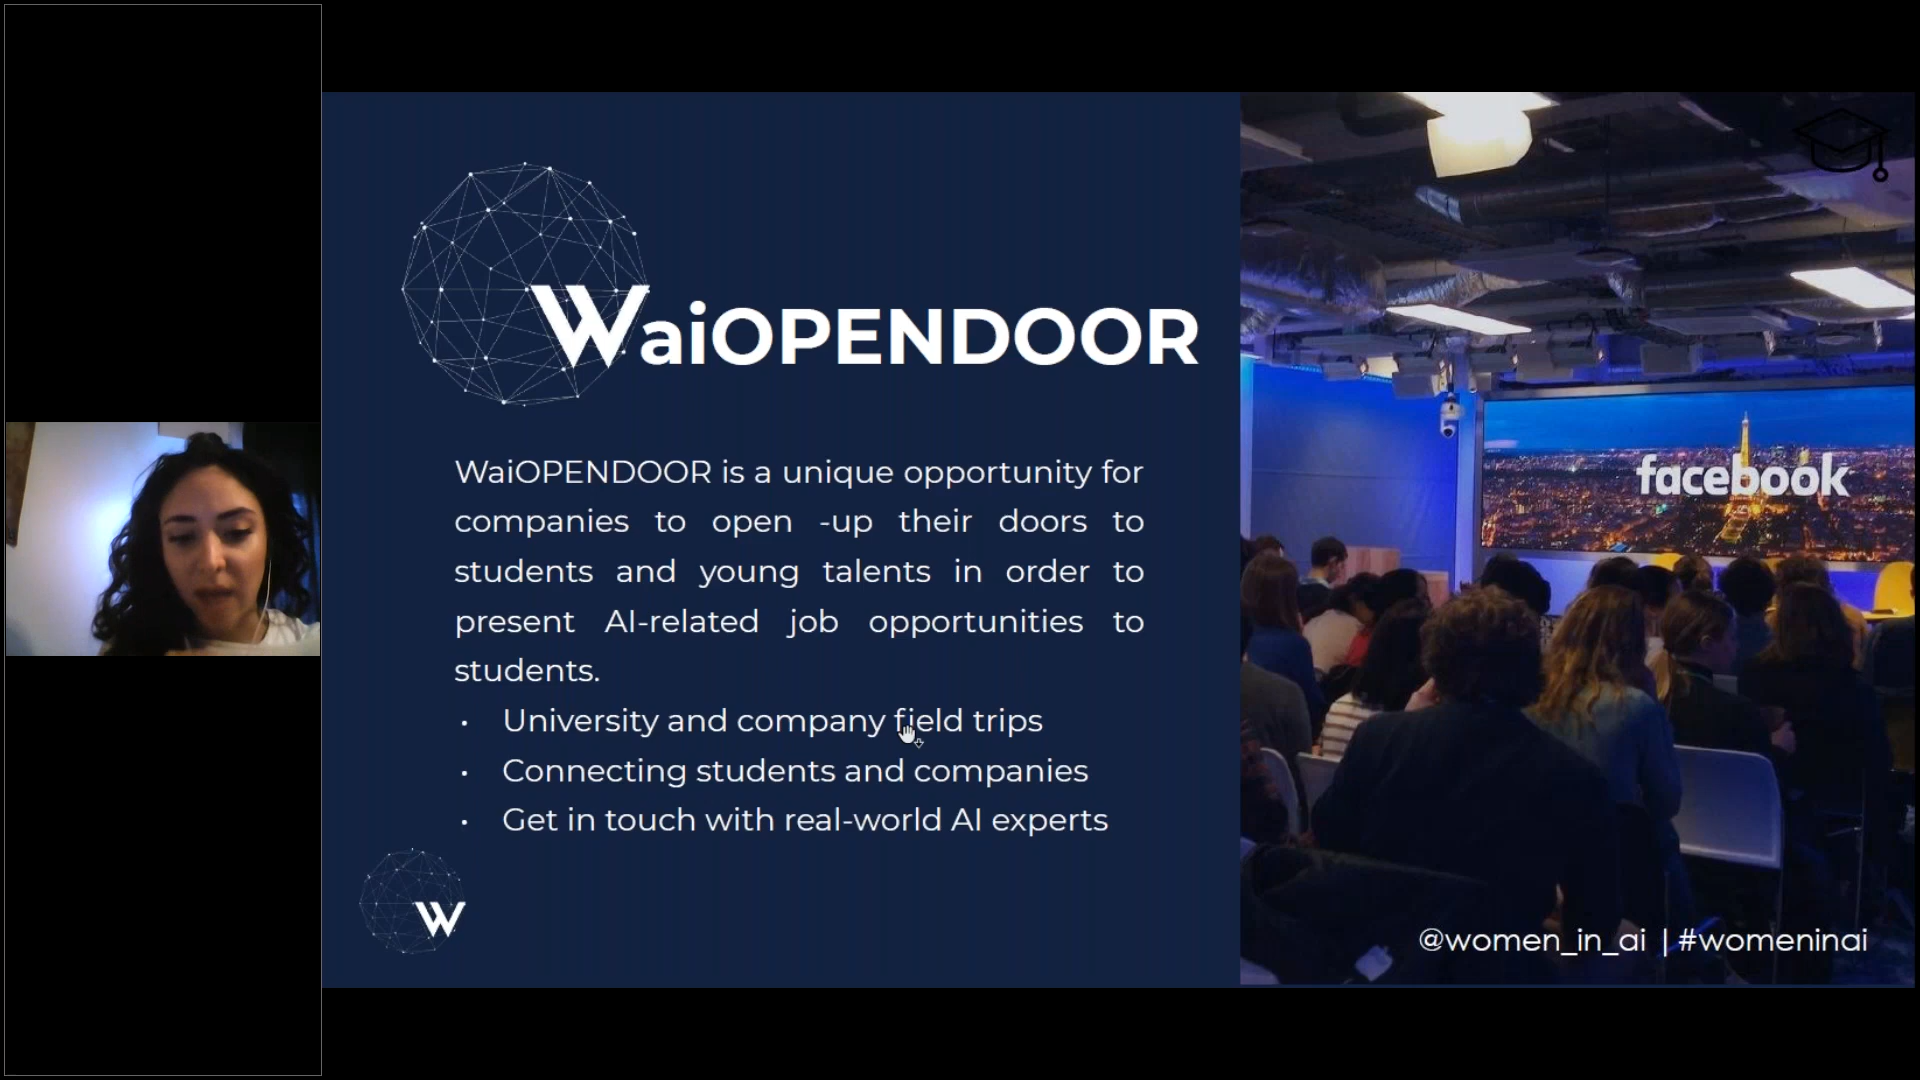 WaiOPENDOOR
WaiOPENDOOR is a unique opportunity for
companies to open -up their doors to
students and young talents in order to
present AI-related job opportunities to
students.
• University and company field trips
• Connecting students and companies
• Get in touch with real-world AI experts
W
facebook
@women_in_ai | #womeninai